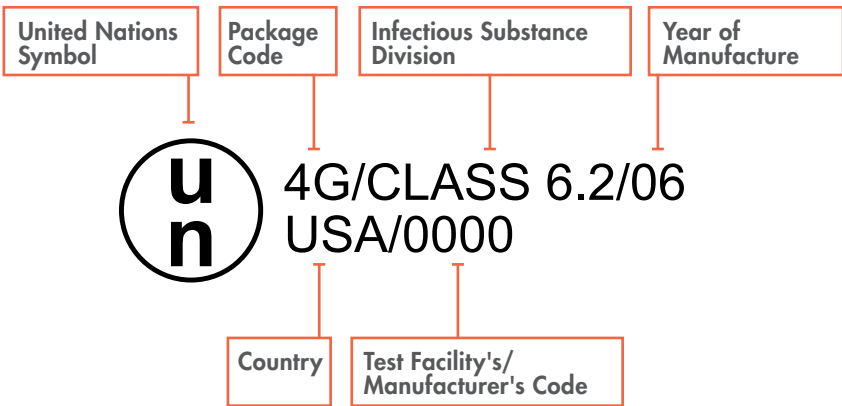 United Nations
Symbol
Package
Code
Infectious Substance
Division
Year of
Manufacture
u
n
4G/CLASS 6.2/06
USA/0000
Country
Test Facility's/
Manufacturer's Code